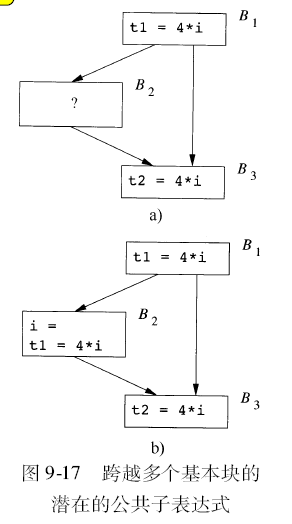 t1 = 4*i
B1
?
B2
t2 = 4*i
B3
a)
t1 = 4*i
B1
i =
t1 = 4*i
B2
t2 = 4*i
B3
b)
图 9-17 跨越多个基本块的
潜在的公共子表达式